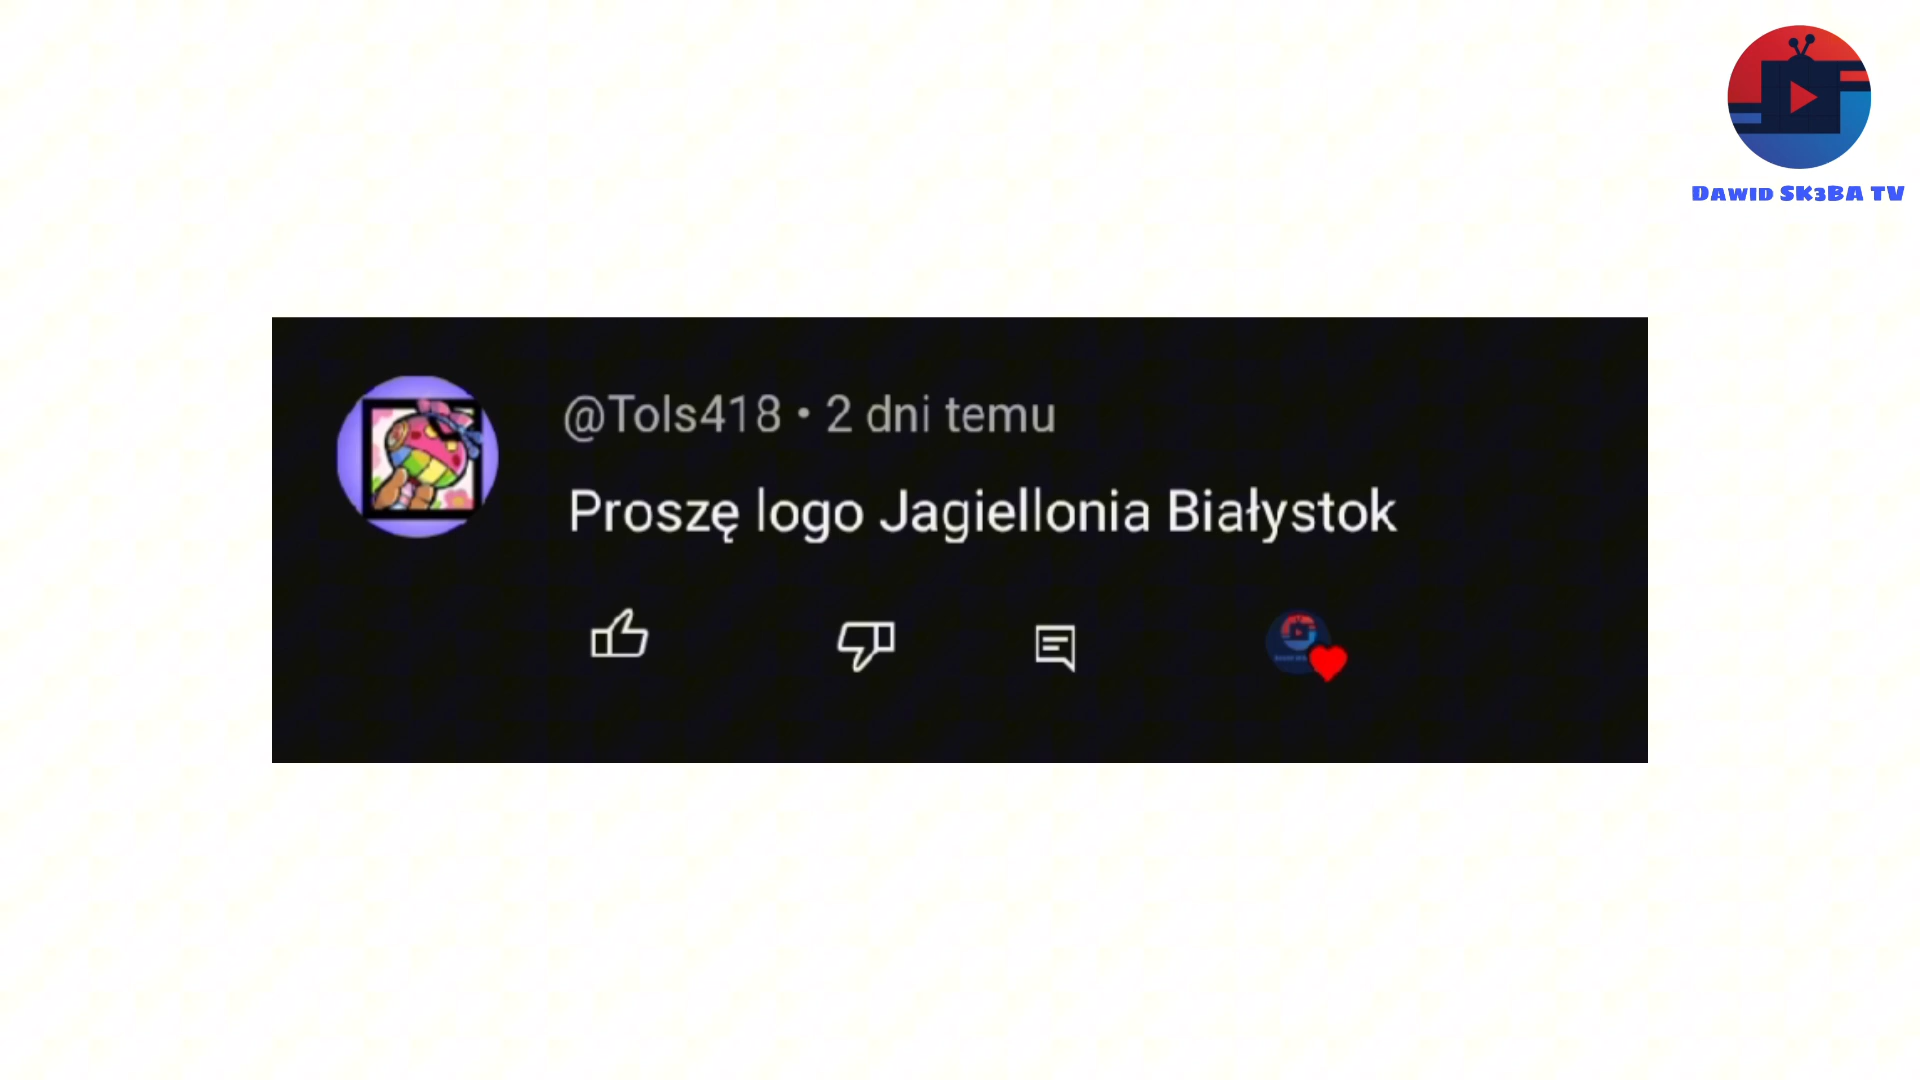 Dawid SK3BA TV
@Tols418 • 2 dni temu
Proszę logo Jagiellonia Białystok